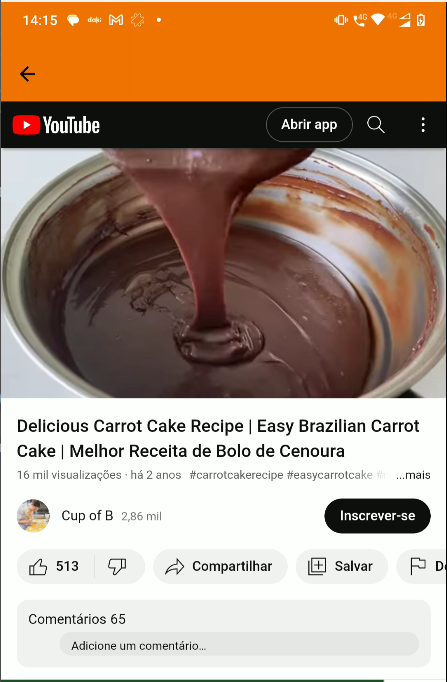 14:15
4G
4G
YouTube
Abrir app
Delicious Carrot Cake Recipe | Easy Brazilian Carrot
Cake | Melhor Receita de Bolo de Cenoura
16 mil visualizações · há 2 anos #carrotcakerecipe #easycarrotcake ...mais
Cup of B 2,86 mil
Inscrever-se
513
Compartilhar
Salvar
Comentários 65
Adicione um comentário...